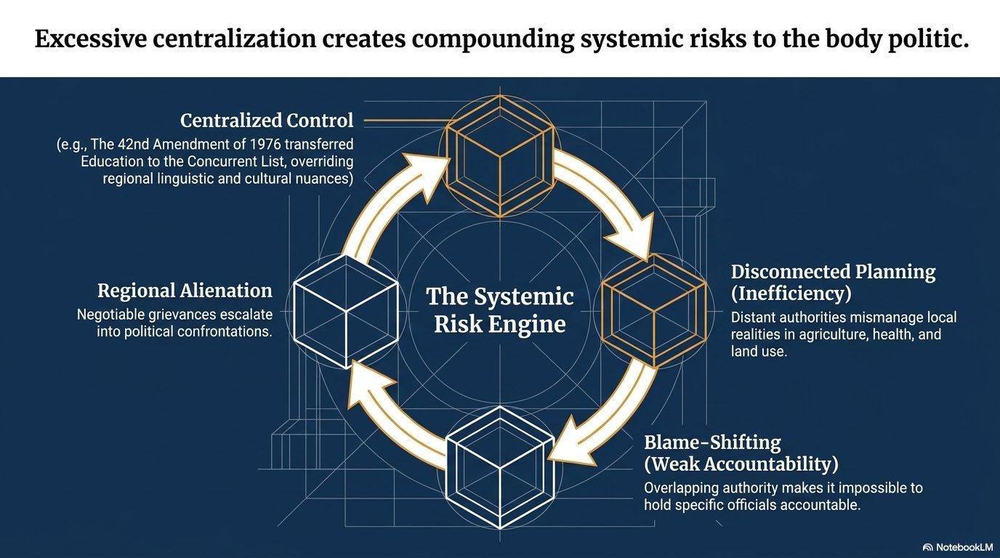 Excessive centralization creates compounding systemic risks to the body politic.
Centralized Control
(e.g., The 42nd Amendment of 1976 transferred
Education to the Concurrent List, overriding
regional linguistic and cultural nuances)
Disconnected Planning
(Inefficiency)
Distant authorities mismanage local
realities in agriculture, health, and
land use.
Blame-Shifting
(Weak Accountability)
Overlapping authority makes it impossible to
hold specific officials accountable.
Regional Alienation
Negotiable grievances escalate
into political confrontations.
The Systemic
Risk Engine
NotebookLM